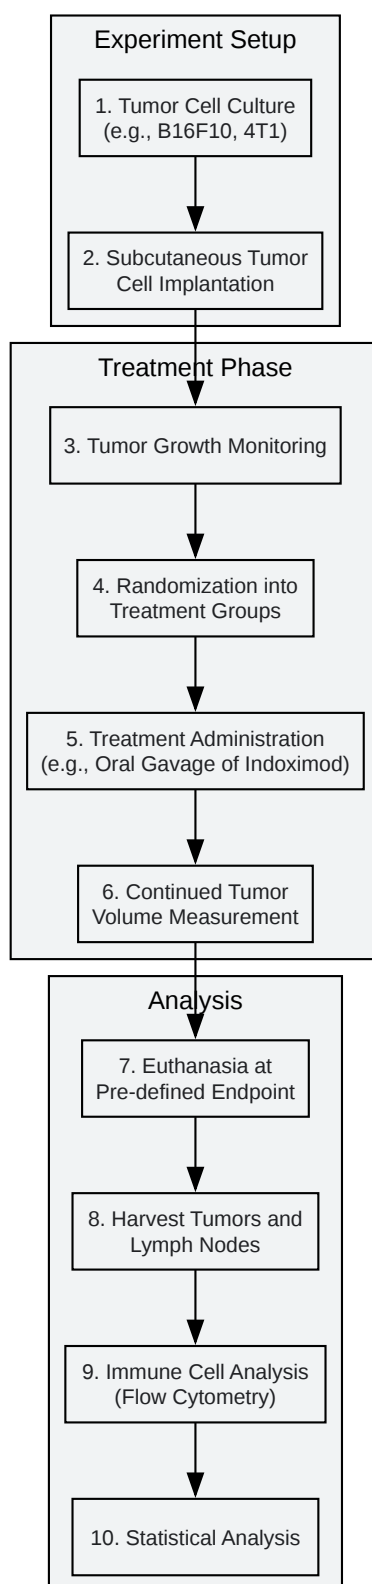 Experiment Setup
1. Tumor Cell Culture
(e.g., B16F10, 4T1)
2. Subcutaneous Tumor
Cell Implantation
Treatment Phase
3. Tumor Growth Monitoring
4. Randomization into
Treatment Groups
5. Treatment Administration
(e.g., Oral Gavage of Indoximod)
6. Continued Tumor
Volume Measurement
Analysis
7. Euthanasia at
Pre-defined Endpoint
8. Harvest Tumors and
Lymph Nodes
9. Immune Cell Analysis
(Flow Cytometry)
10. Statistical Analysis